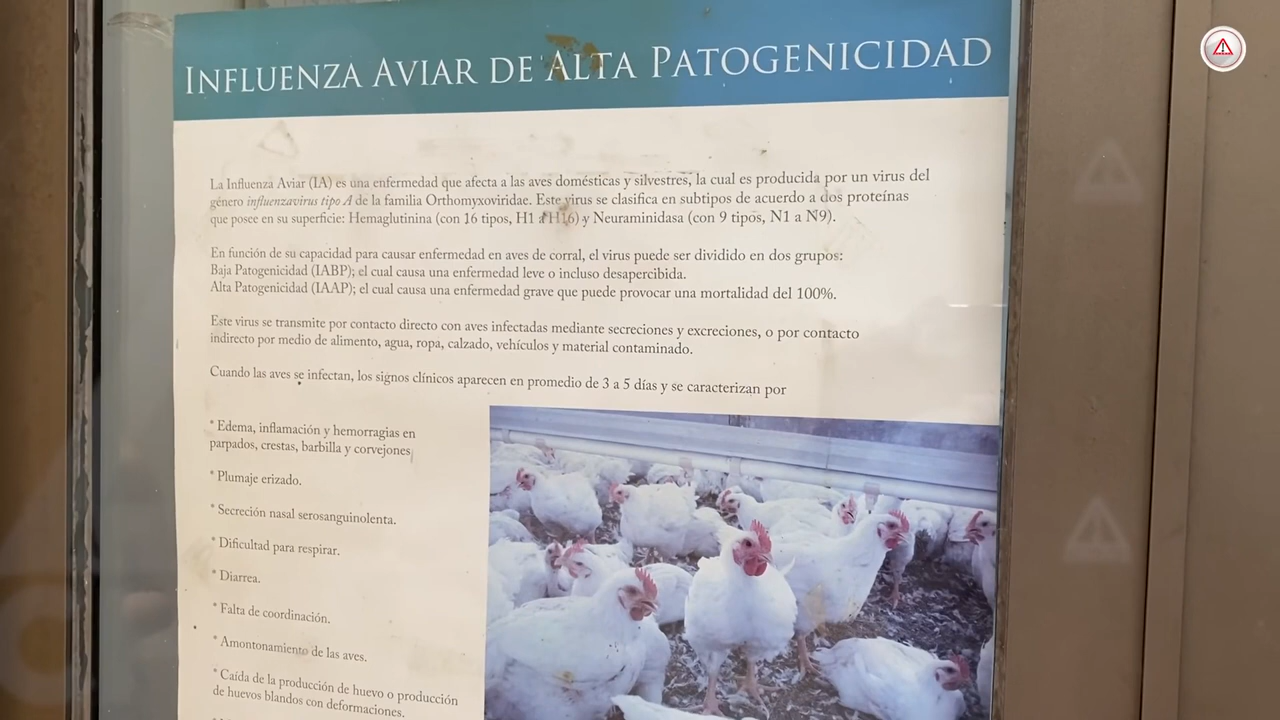 INFLUENZA AVIAR DE ALTA PATOGENICIDAD
La Influenza Aviar (IA) es una enfermedad que afecta a las aves domésticas y silvestres, la cual es producida por un virus del
género influenzavirus tipo A de la familia Orthomyxoviridae. Este virus se clasifica en subtipos de acuerdo a dos proteínas
que posee en su superficie: Hemaglutinina (con 16 tipos, H1 a H16) y Neuraminidasa (con 9 tipos, N1 a N9).
En función de su capacidad para causar enfermedad en aves de corral, el virus puede ser dividido en dos grupos:
Baja Patogenicidad (IABP); el cual causa una enfermedad leve o incluso desapercibida.
Alta Patogenicidad (IAAP); el cual causa una enfermedad grave que puede provocar una mortalidad del 100%.
Este virus se transmite por contacto directo con aves infectadas mediante secreciones y excreciones, o por contacto
indirecto por medio de alimento, agua, ropa, calzado, vehículos y material contaminado.
Cuando las aves se infectan, los signos clínicos aparecen en promedio de 3 a 5 días y se caracterizan por
* Edema, inflamación y hemorragias en
parpados, crestas, barbilla y corvejones
* Plumaje erizado.
* Secreción nasal serosanguinolenta.
* Dificultad para respirar.
* Diarrea.
* Falta de coordinación.
* Amontonamiento de las aves.
* Caída de la producción de huevo o producción
de huevos blandos con deformaciones.